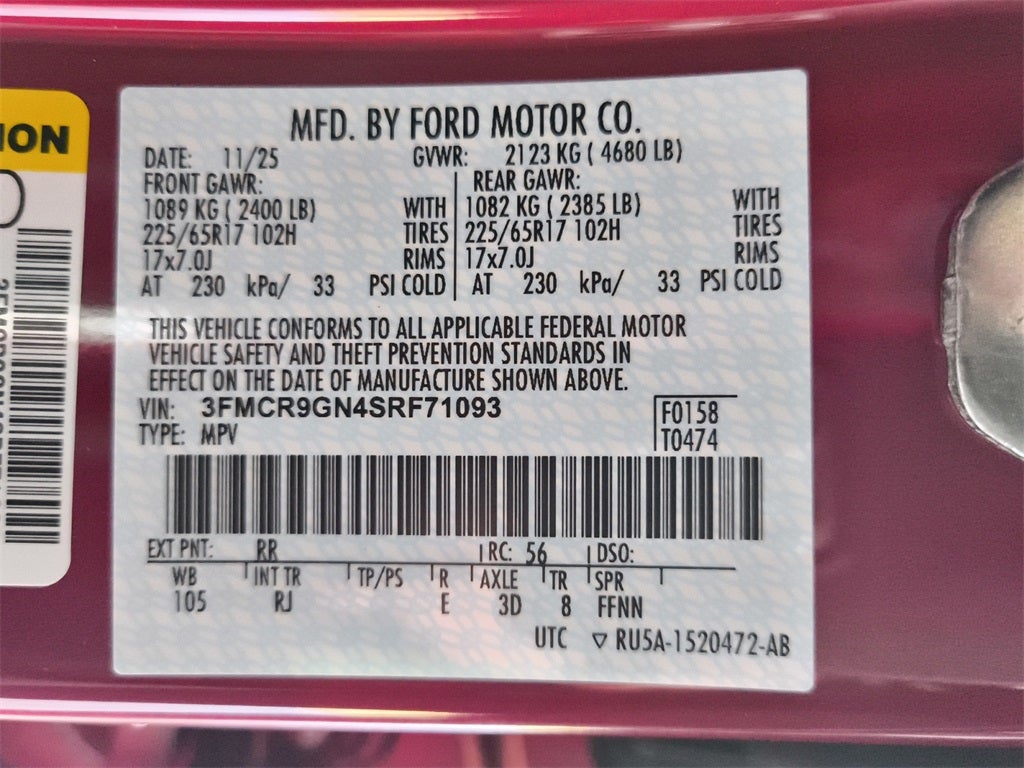 ION
MFD. BY FORD MOTOR CO.
DATE: 11/25 GVWR: 2123 KG ( 4680 LB)
FRONT GAWR: REAR GAWR:
1089 KG ( 2400 LB) WITH 1082 KG ( 2385 LB) WITH
225/65R17 102H TIRES 225/65R17 102H TIRES
17x7.0J RIMS 17x7.0J RIMS
AT 230 kPa/ 33 PSI COLD AT 230 kPa/ 33 PSI COLD
THIS VEHICLE CONFORMS TO ALL APPLICABLE FEDERAL MOTOR
VEHICLE SAFETY AND THEFT PREVENTION STANDARDS IN
EFFECT ON THE DATE OF MANUFACTURE SHOWN ABOVE.
VIN: 3FMCR9GN4SRF71093 F0158
TYPE: MPV T0474
EXT PNT: RR RC: 56 DSO:
WB INT TR TP/PS R AXLE TR SPR
105 RJ E 3D 8 FFNN
UTC ▽ RU5A-1520472-AB